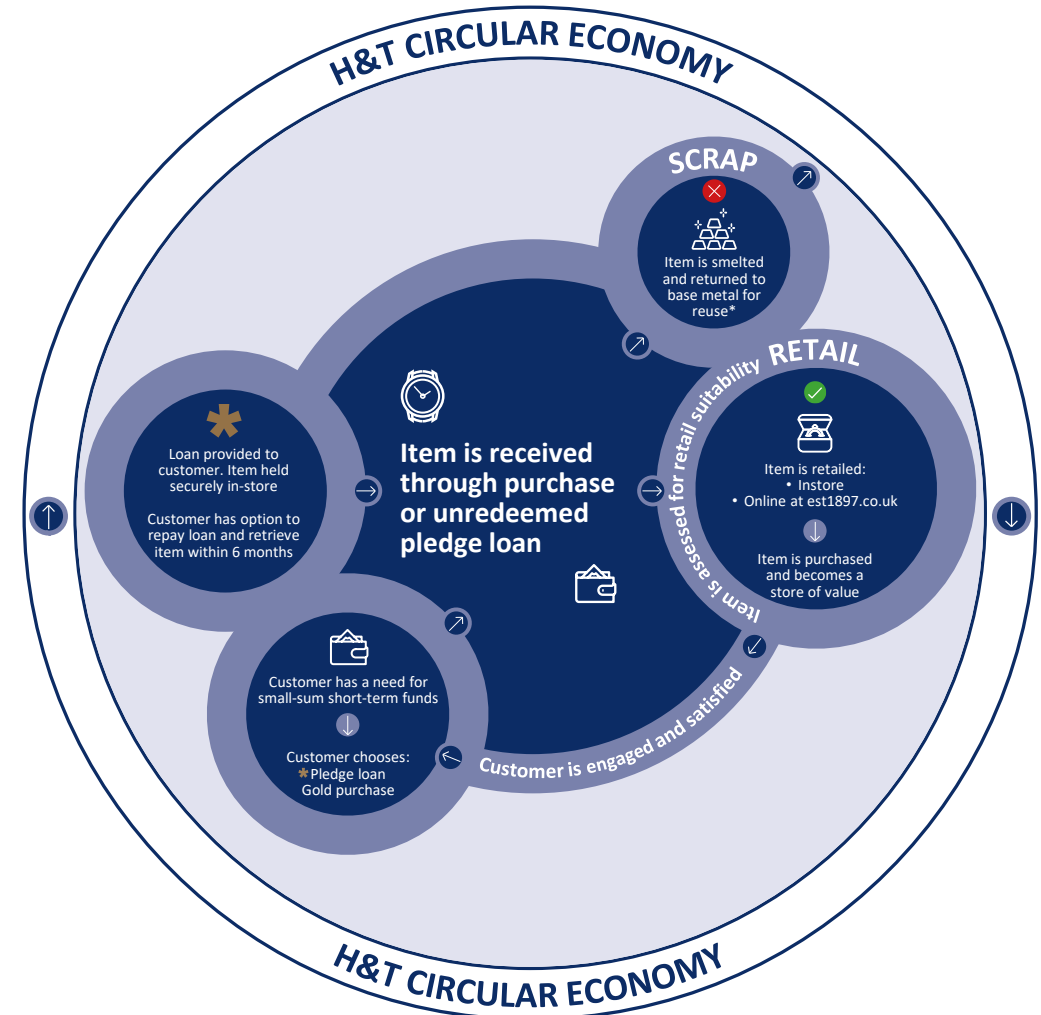 H&T CIRCULAR ECONOMY
SCRAP
Item is smelted
and returned to
base metal for
reuse*
RETAIL
Item is assessed for retail suitability
Item is retailed:
• Instore
• Online at est1897.co.uk
Item is purchased
and becomes a
store of value
Item is received
through purchase
or unredeemed
pledge loan
*
Loan provided to
customer. Item held
securely in-store
Customer has option to
repay loan and retrieve
item within 6 months
Customer has a need for
small-sum short-term funds
Customer chooses:
*Pledge loan
Gold purchase
Customer is engaged and satisfied
H&T CIRCULAR ECONOMY